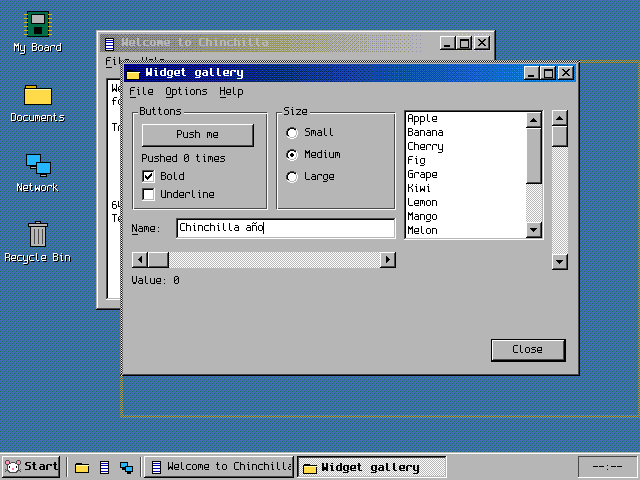 My Board
Documents
Network
Recycle Bin
Welcome to Chinchilla
Widget gallery
File Options Help
Buttons
Push me
Pushed 0 times
Bold
Underline
Size
Small
Medium
Large
Name: Chinchilla año
Value: 0
Apple
Banana
Cherry
Fig
Grape
Kiwi
Lemon
Mango
Melon
Close
Start
Welcome to Chinchilla
Widget gallery
--:--